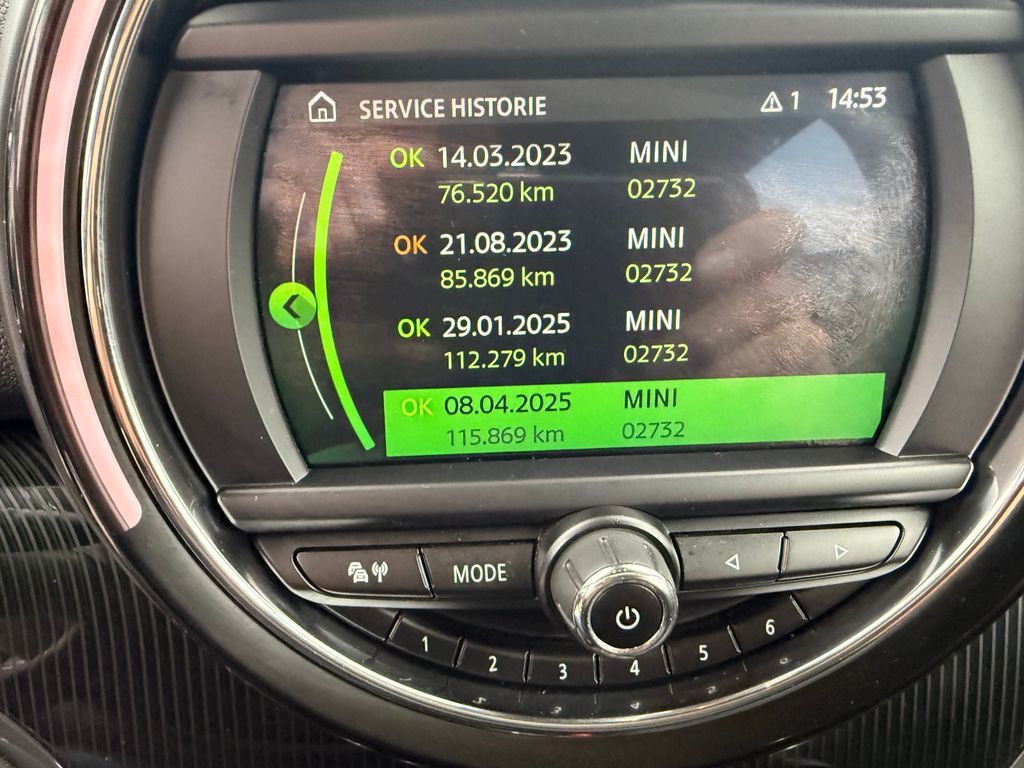 SERVICE HISTORIE 1 14:53
OK 14.03.2023 MINI
76.520 km 02732
OK 21.08.2023 MINI
85.869 km 02732
OK 29.01.2025 MINI
112.279 km 02732
OK 08.04.2025 MINI
115.869 km 02732
MODE
1 2 3 4 5 6